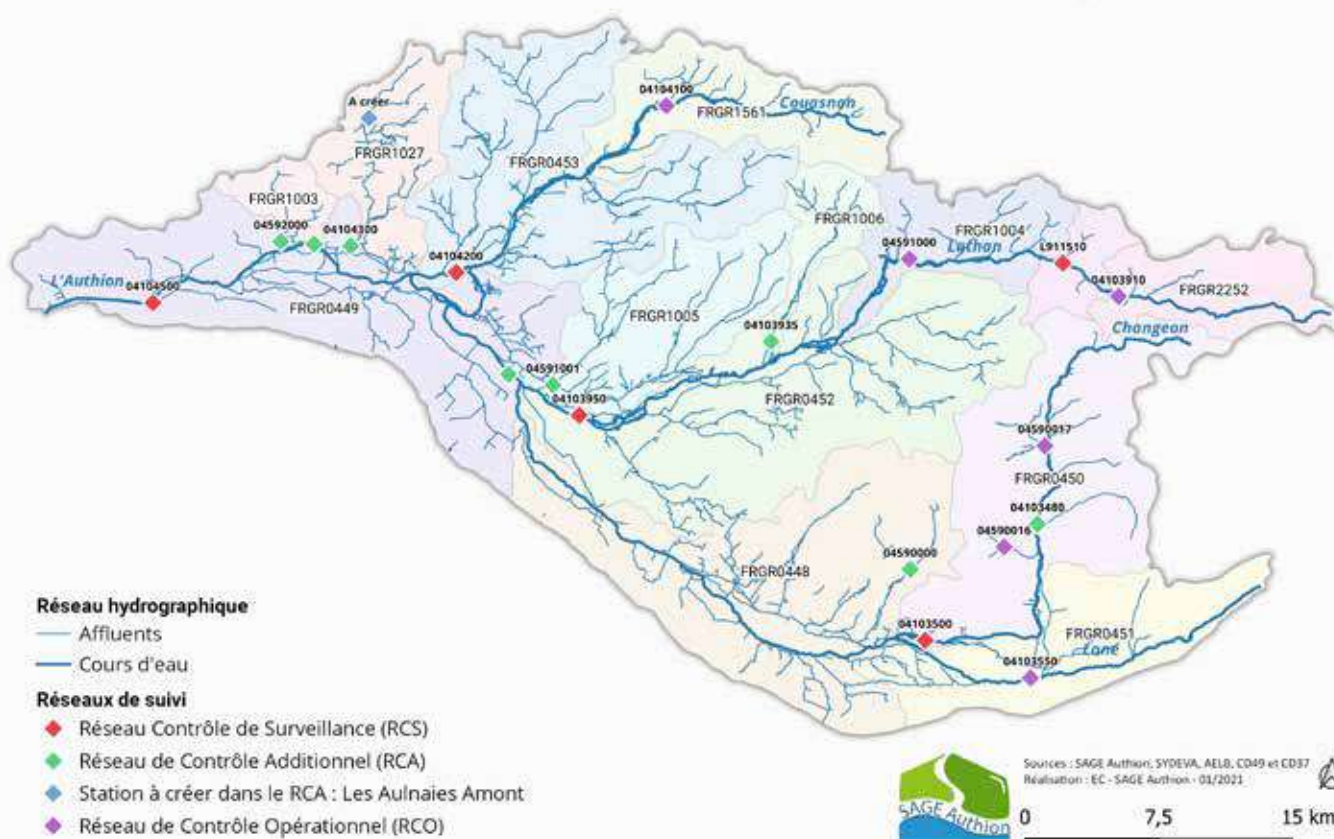 04104100
Couasnon
FRGR1561
A créer
FRGR1027
FRGR0453
FRGR1003
04592000
04104300
FRGR1006
04591000
FRGR1004
Lathan
L911510
04104200
L'Authion
04104500
FRGR0449
04103910
FRGR2252
FRGR1005
04103935
Changeon
04591001
04103950
FRGR0452
04590017
FRGR0450
04103480
04590016
04590000
FRGR0448
04103500
FRGR0451
Lane
04103550
Réseau hydrographique
Affluents
Cours d'eau
Réseaux de suivi
Réseau Contrôle de Surveillance (RCS)
Réseau de Contrôle Additionnel (RCA)
Station à créer dans le RCA : Les Aulnaies Amont
Réseau de Contrôle Opérationnel (RCO)
SAGE Authion
Sources : SAGE Authion, SYDEVA, AELB, CD49 et CD37
Réalisation : EC - SAGE Authion - 01/2021
0 7,5 15 km